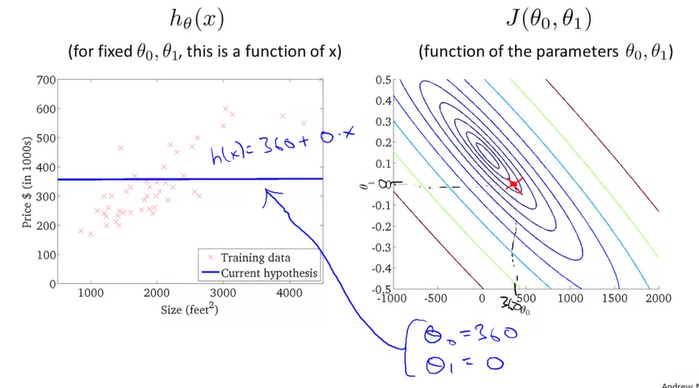 hθ(x)
(for fixed θ₀, θ₁, this is a function of x)
J(θ₀, θ₁)
(function of the parameters θ₀, θ₁)
700
600
500
400
300
200
100
0
Price $ (in 1000s)
h(x) = 360 + 0·x
Training data
Current hypothesis
1000
2000
3000
4000
Size (feet²)
0.5
0.4
0.3
0.2
0.1
-0.1
-0.2
-0.3
-0.4
-0.5
-1000
-500
0
500
1000
1500
2000
360
θ₀
θ₀ = 360
θ₁ = 0